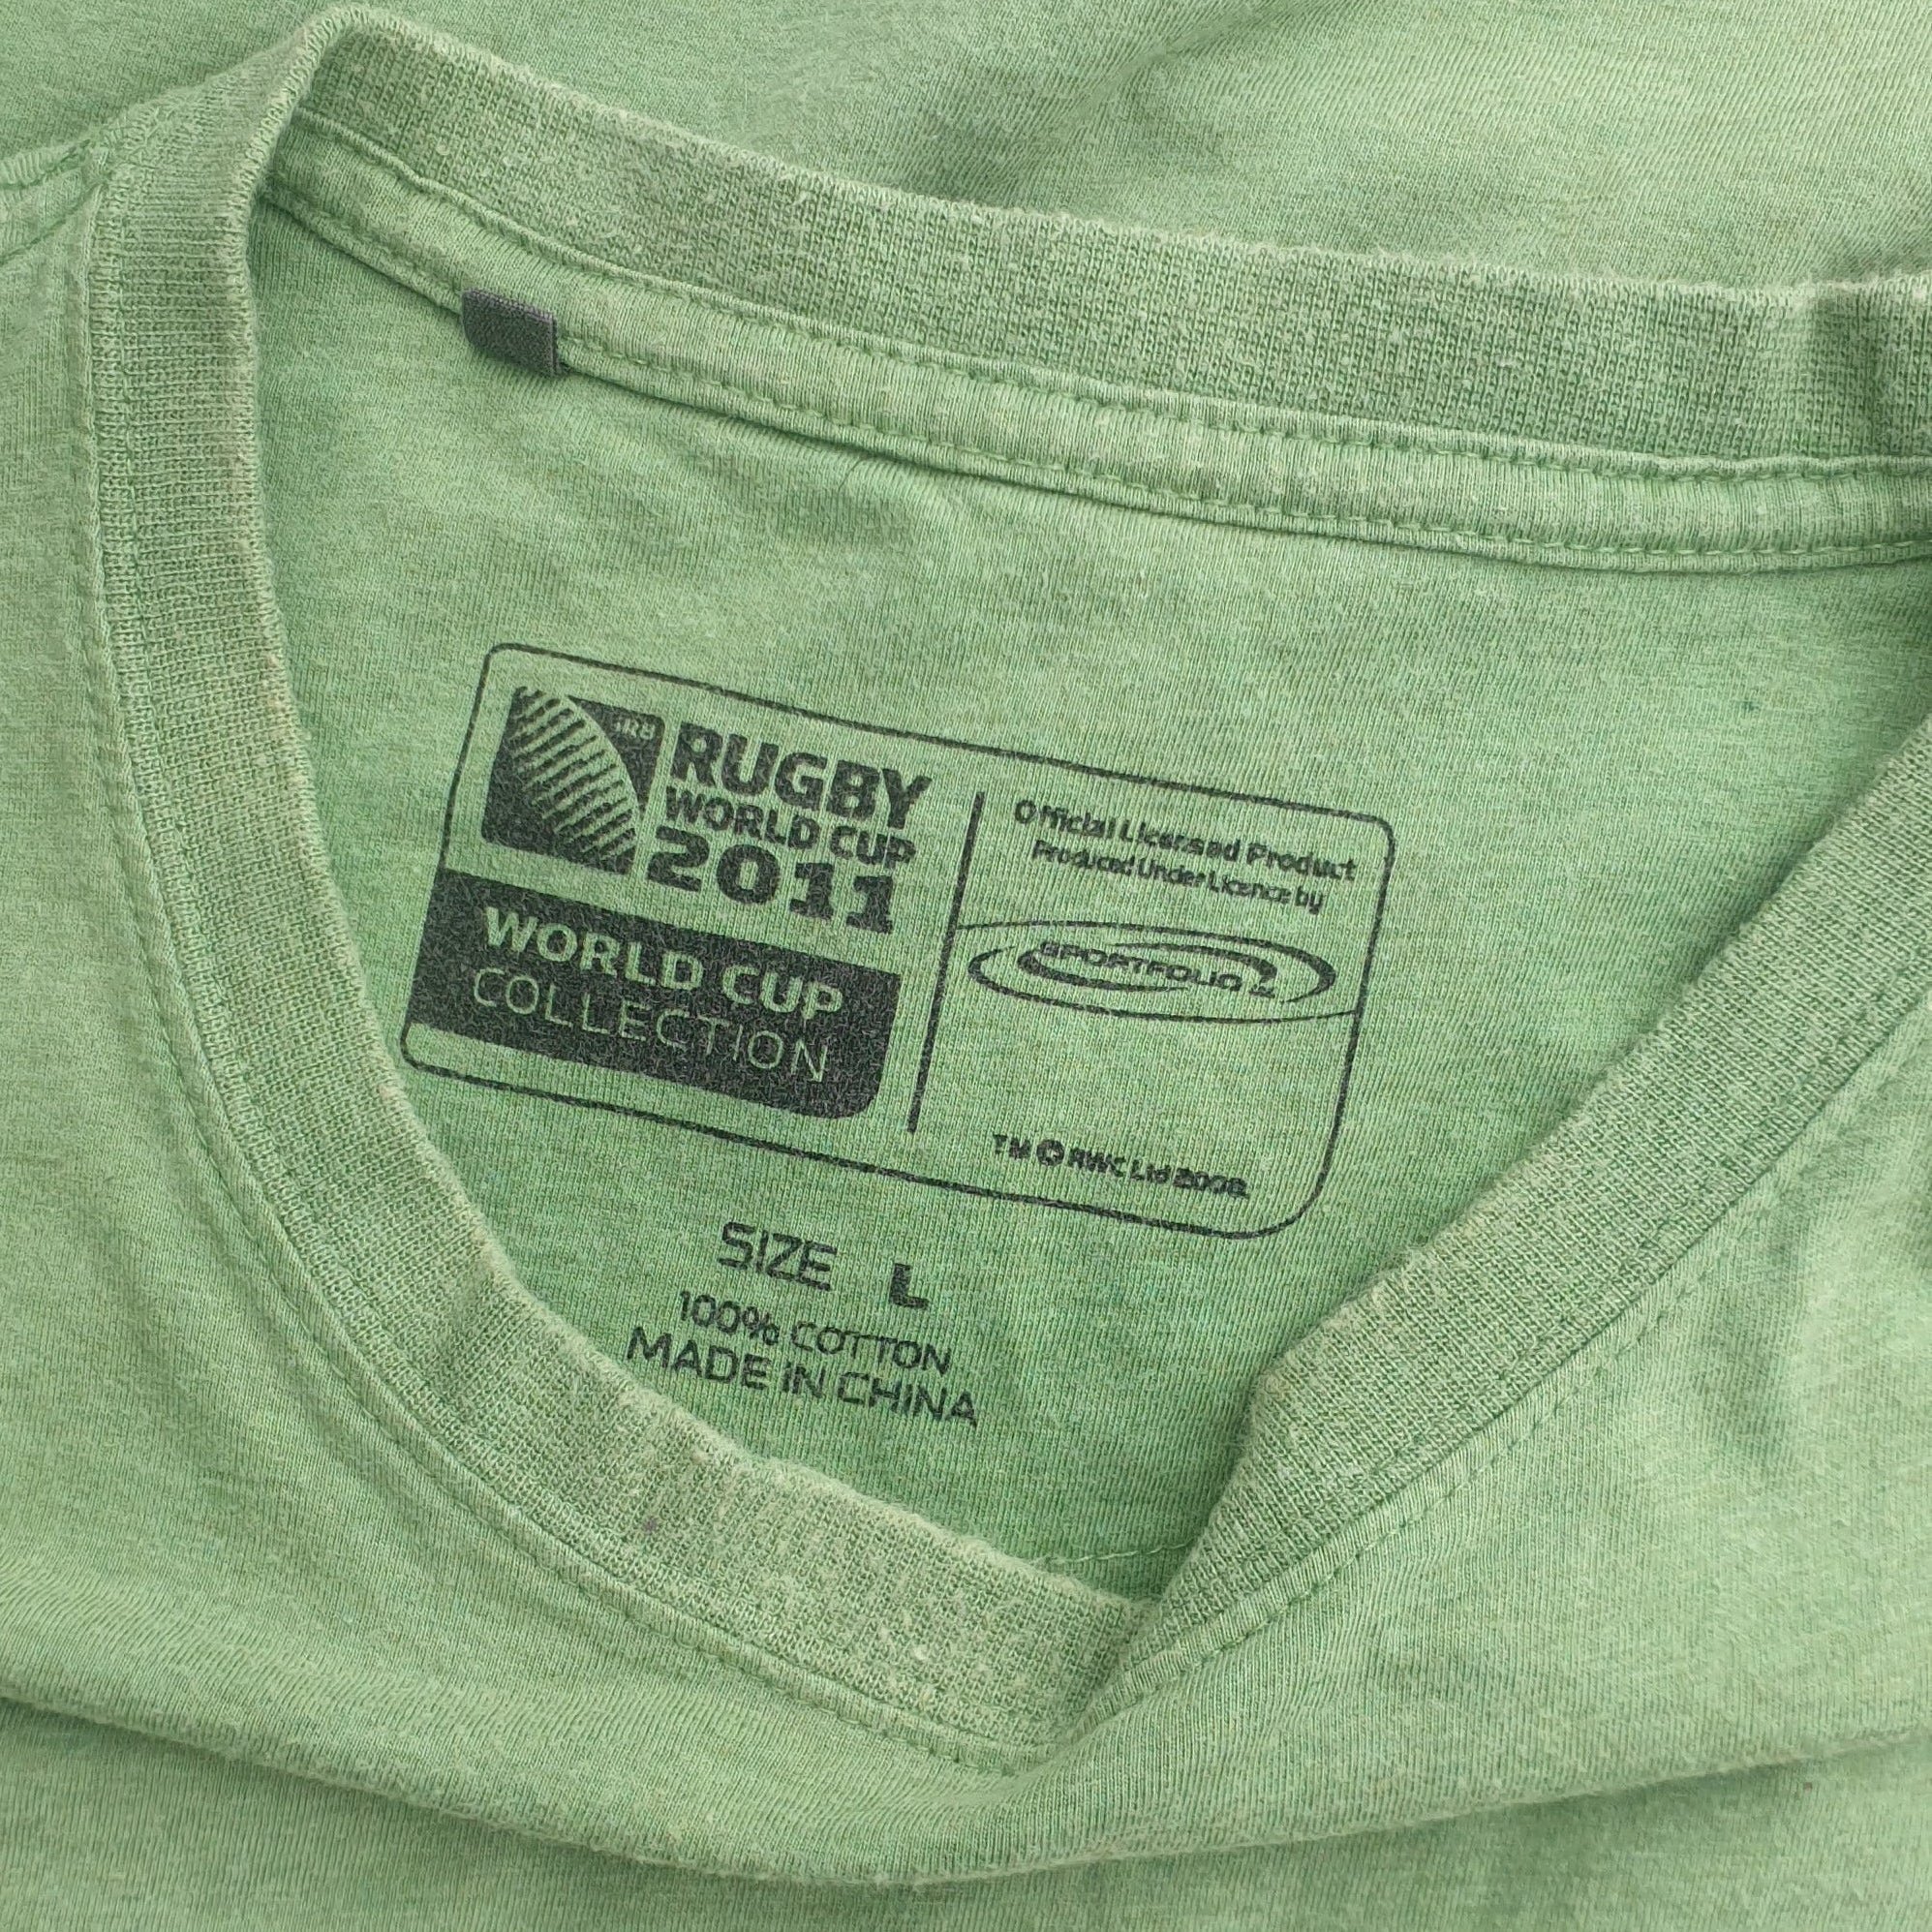 IRB
RUGBY
WORLD CUP
2011
WORLD CUP
COLLECTION
Official Licensed Product
Produced Under Licence by
SPORTFOLIO
TM © RWC Ltd 2008.
SIZE L
100% COTTON
MADE IN CHINA